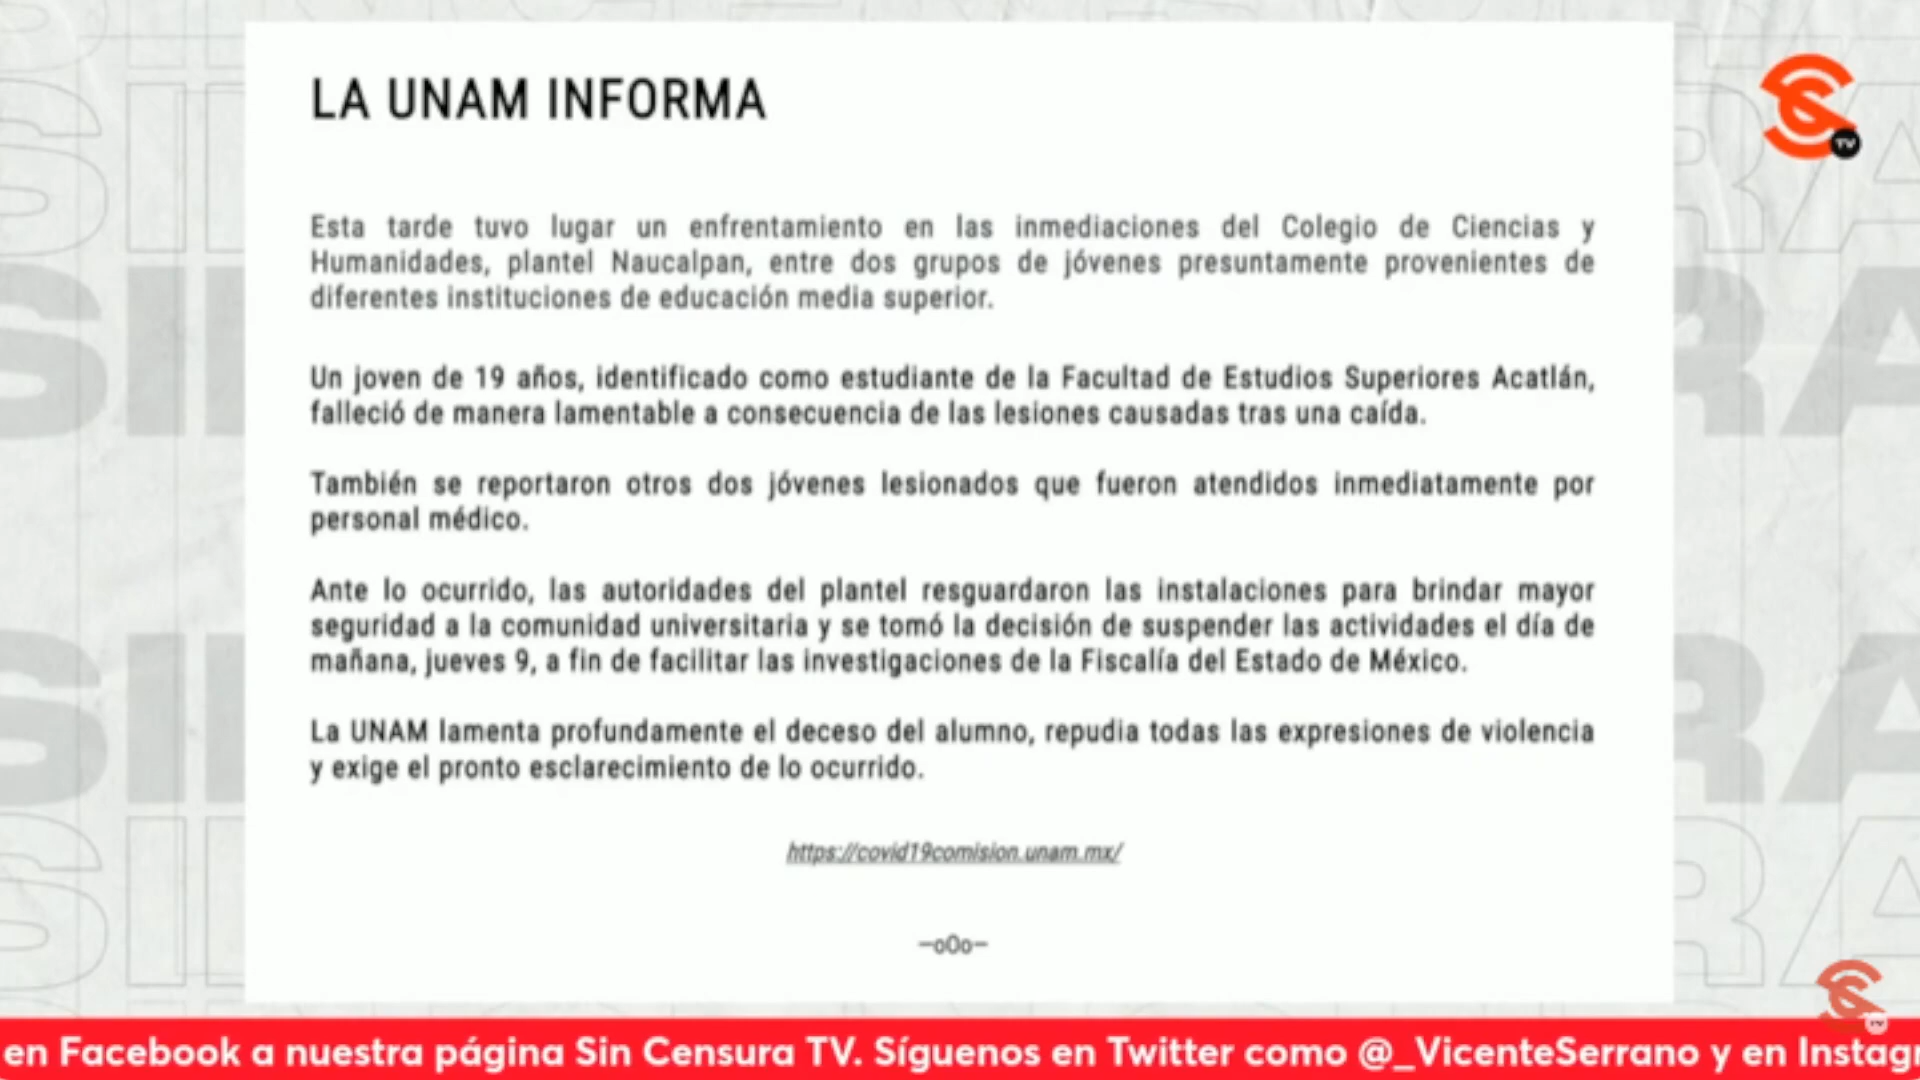 LA UNAM INFORMA
Esta tarde tuvo lugar un enfrentamiento en las inmediaciones del Colegio de Ciencias y
Humanidades, plantel Naucalpan, entre dos grupos de jóvenes presuntamente provenientes de
diferentes instituciones de educación media superior.
Un joven de 19 años, identificado como estudiante de la Facultad de Estudios Superiores Acatlán,
falleció de manera lamentable a consecuencia de las lesiones causadas tras una caída.
También se reportaron otros dos jóvenes lesionados que fueron atendidos inmediatamente por
personal médico.
Ante lo ocurrido, las autoridades del plantel resguardaron las instalaciones para brindar mayor
seguridad a la comunidad universitaria y se tomó la decisión de suspender las actividades el día de
mañana, jueves 9, a fin de facilitar las investigaciones de la Fiscalía del Estado de México.
La UNAM lamenta profundamente el deceso del alumno, repudia todas las expresiones de violencia
y exige el pronto esclarecimiento de lo ocurrido.
https://covid19comision.unam.mx/
—oOo—
TV
TV
en Facebook a nuestra página Sin Censura TV. Síguenos en Twitter como @_VicenteSerrano y en Instagr